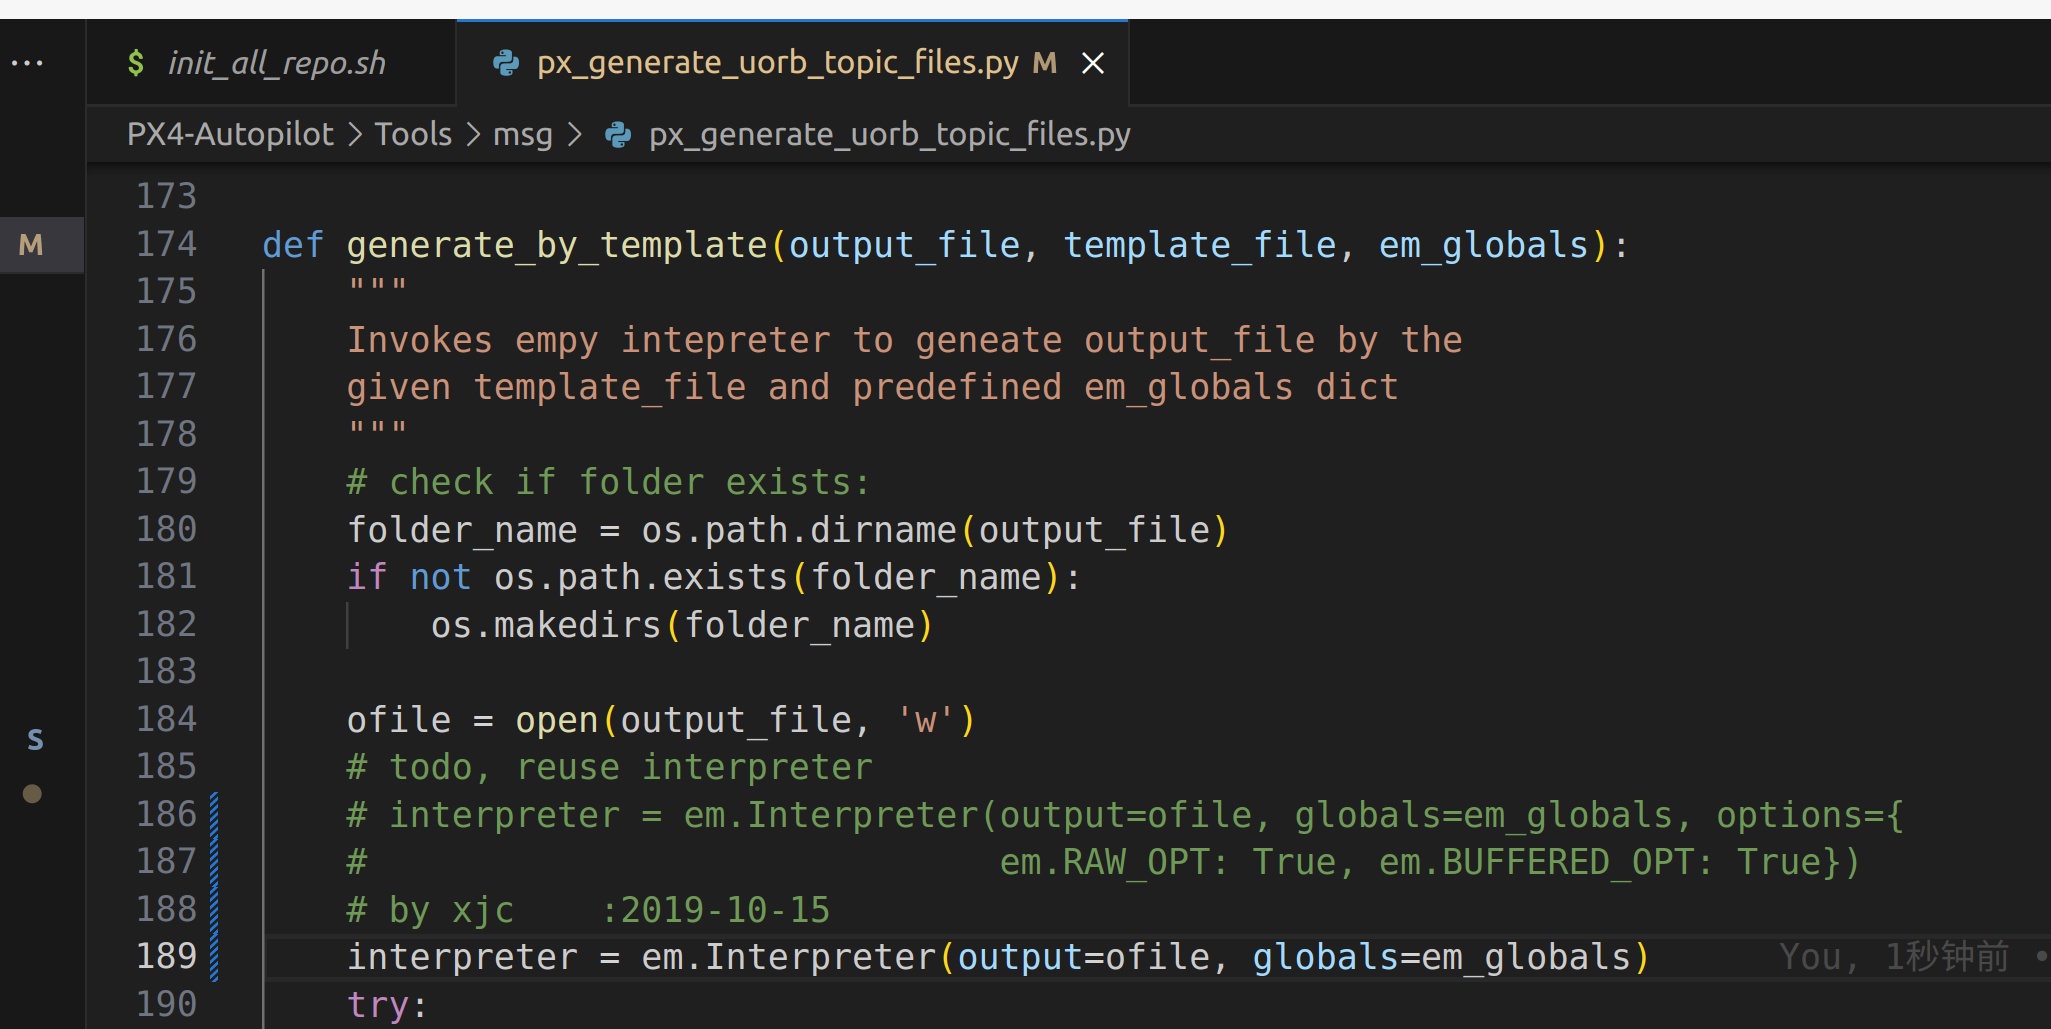 ... $ init_all_repo.sh px_generate_uorb_topic_files.py M ×
PX4-Autopilot > Tools > msg > px_generate_uorb_topic_files.py
173
M 174 def generate_by_template(output_file, template_file, em_globals):
175 """
176 Invokes empy intepreter to geneate output_file by the
177 given template_file and predefined em_globals dict
178 """
179 # check if folder exists:
180 folder_name = os.path.dirname(output_file)
181 if not os.path.exists(folder_name):
182 os.makedirs(folder_name)
183
184 ofile = open(output_file, 'w')
S
185 # todo, reuse interpreter
186 # interpreter = em.Interpreter(output=ofile, globals=em_globals, options={
187 # em.RAW_OPT: True, em.BUFFERED_OPT: True})
188 # by xjc :2019-10-15
189 interpreter = em.Interpreter(output=ofile, globals=em_globals) You, 1秒钟前 •
190 try: